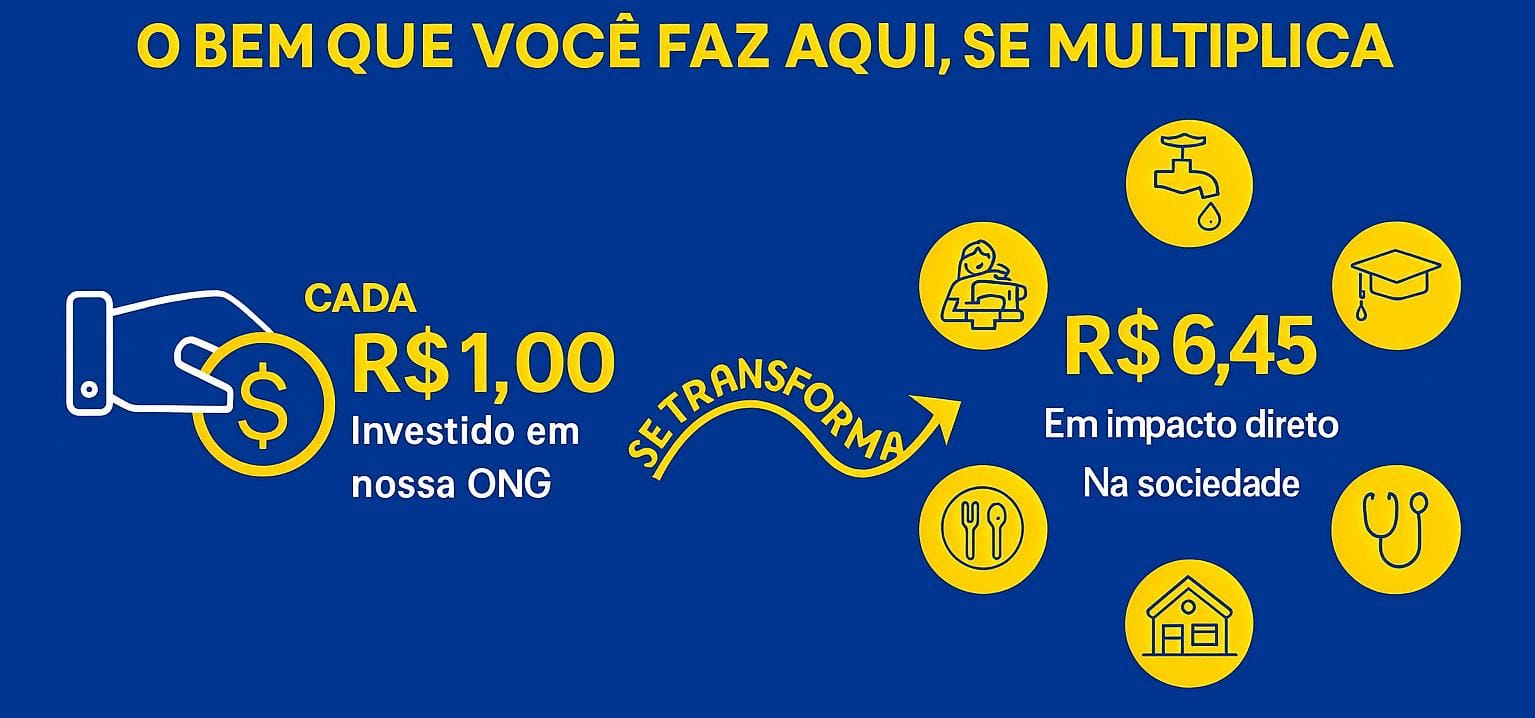 O BEM QUE VOCÊ FAZ AQUI, SE MULTIPLICA
CADA
R$ 1,00
Investido em
nossa ONG
SE TRANSFORMA
R$ 6,45
Em impacto direto
Na sociedade